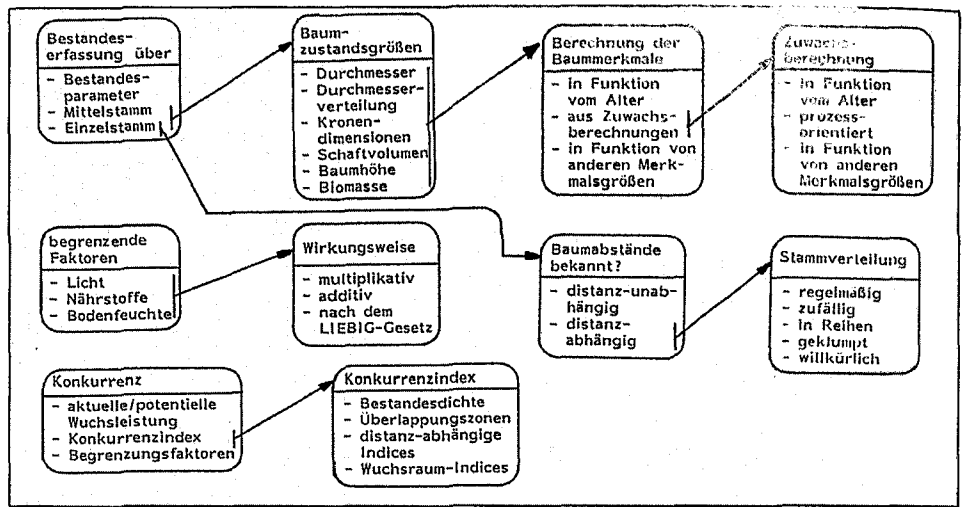 Bestandes-
erfassung über
- Bestandes-
parameter
- Mittelstamm
- Einzelstamm
Baum-
zustandsgrößen
- Durchmesser
- Durchmesser-
verteilung
- Kronen-
dimensionen
- Schaftvolumen
- Baumhöhe
- Biomasse
Berechnung der
Baummerkmale
- in Funktion
vom Alter
- aus Zuwachs-
berechnungen
- in Funktion von
anderen Merk-
malsgrößen
Zuwachs-
berechnung
- in Funktion
vom Alter
- prozess-
orientiert
- in Funktion
von anderen
Merkmalsgrößen
begrenzende
Faktoren
- Licht
- Nährstoffe
- Bodenfeuchte
Wirkungsweise
- multiplikativ
- additiv
- nach dem
LIEBIG-Gesetz
Baumabstände
bekannt?
- distanz-unab-
hängig
- distanz-
abhängig
Stammverteilung
- regelmäßig
- zufällig
- in Reihen
- geklumpt
- willkürlich
Konkurrenz
- aktuelle/potentielle
Wuchsleistung
- Konkurrenzindex
- Begrenzungsfaktoren
Konkurrenzindex
- Bestandesdichte
- Überlappungszonen
- distanz-abhängige
Indices
- Wuchsraum-Indices